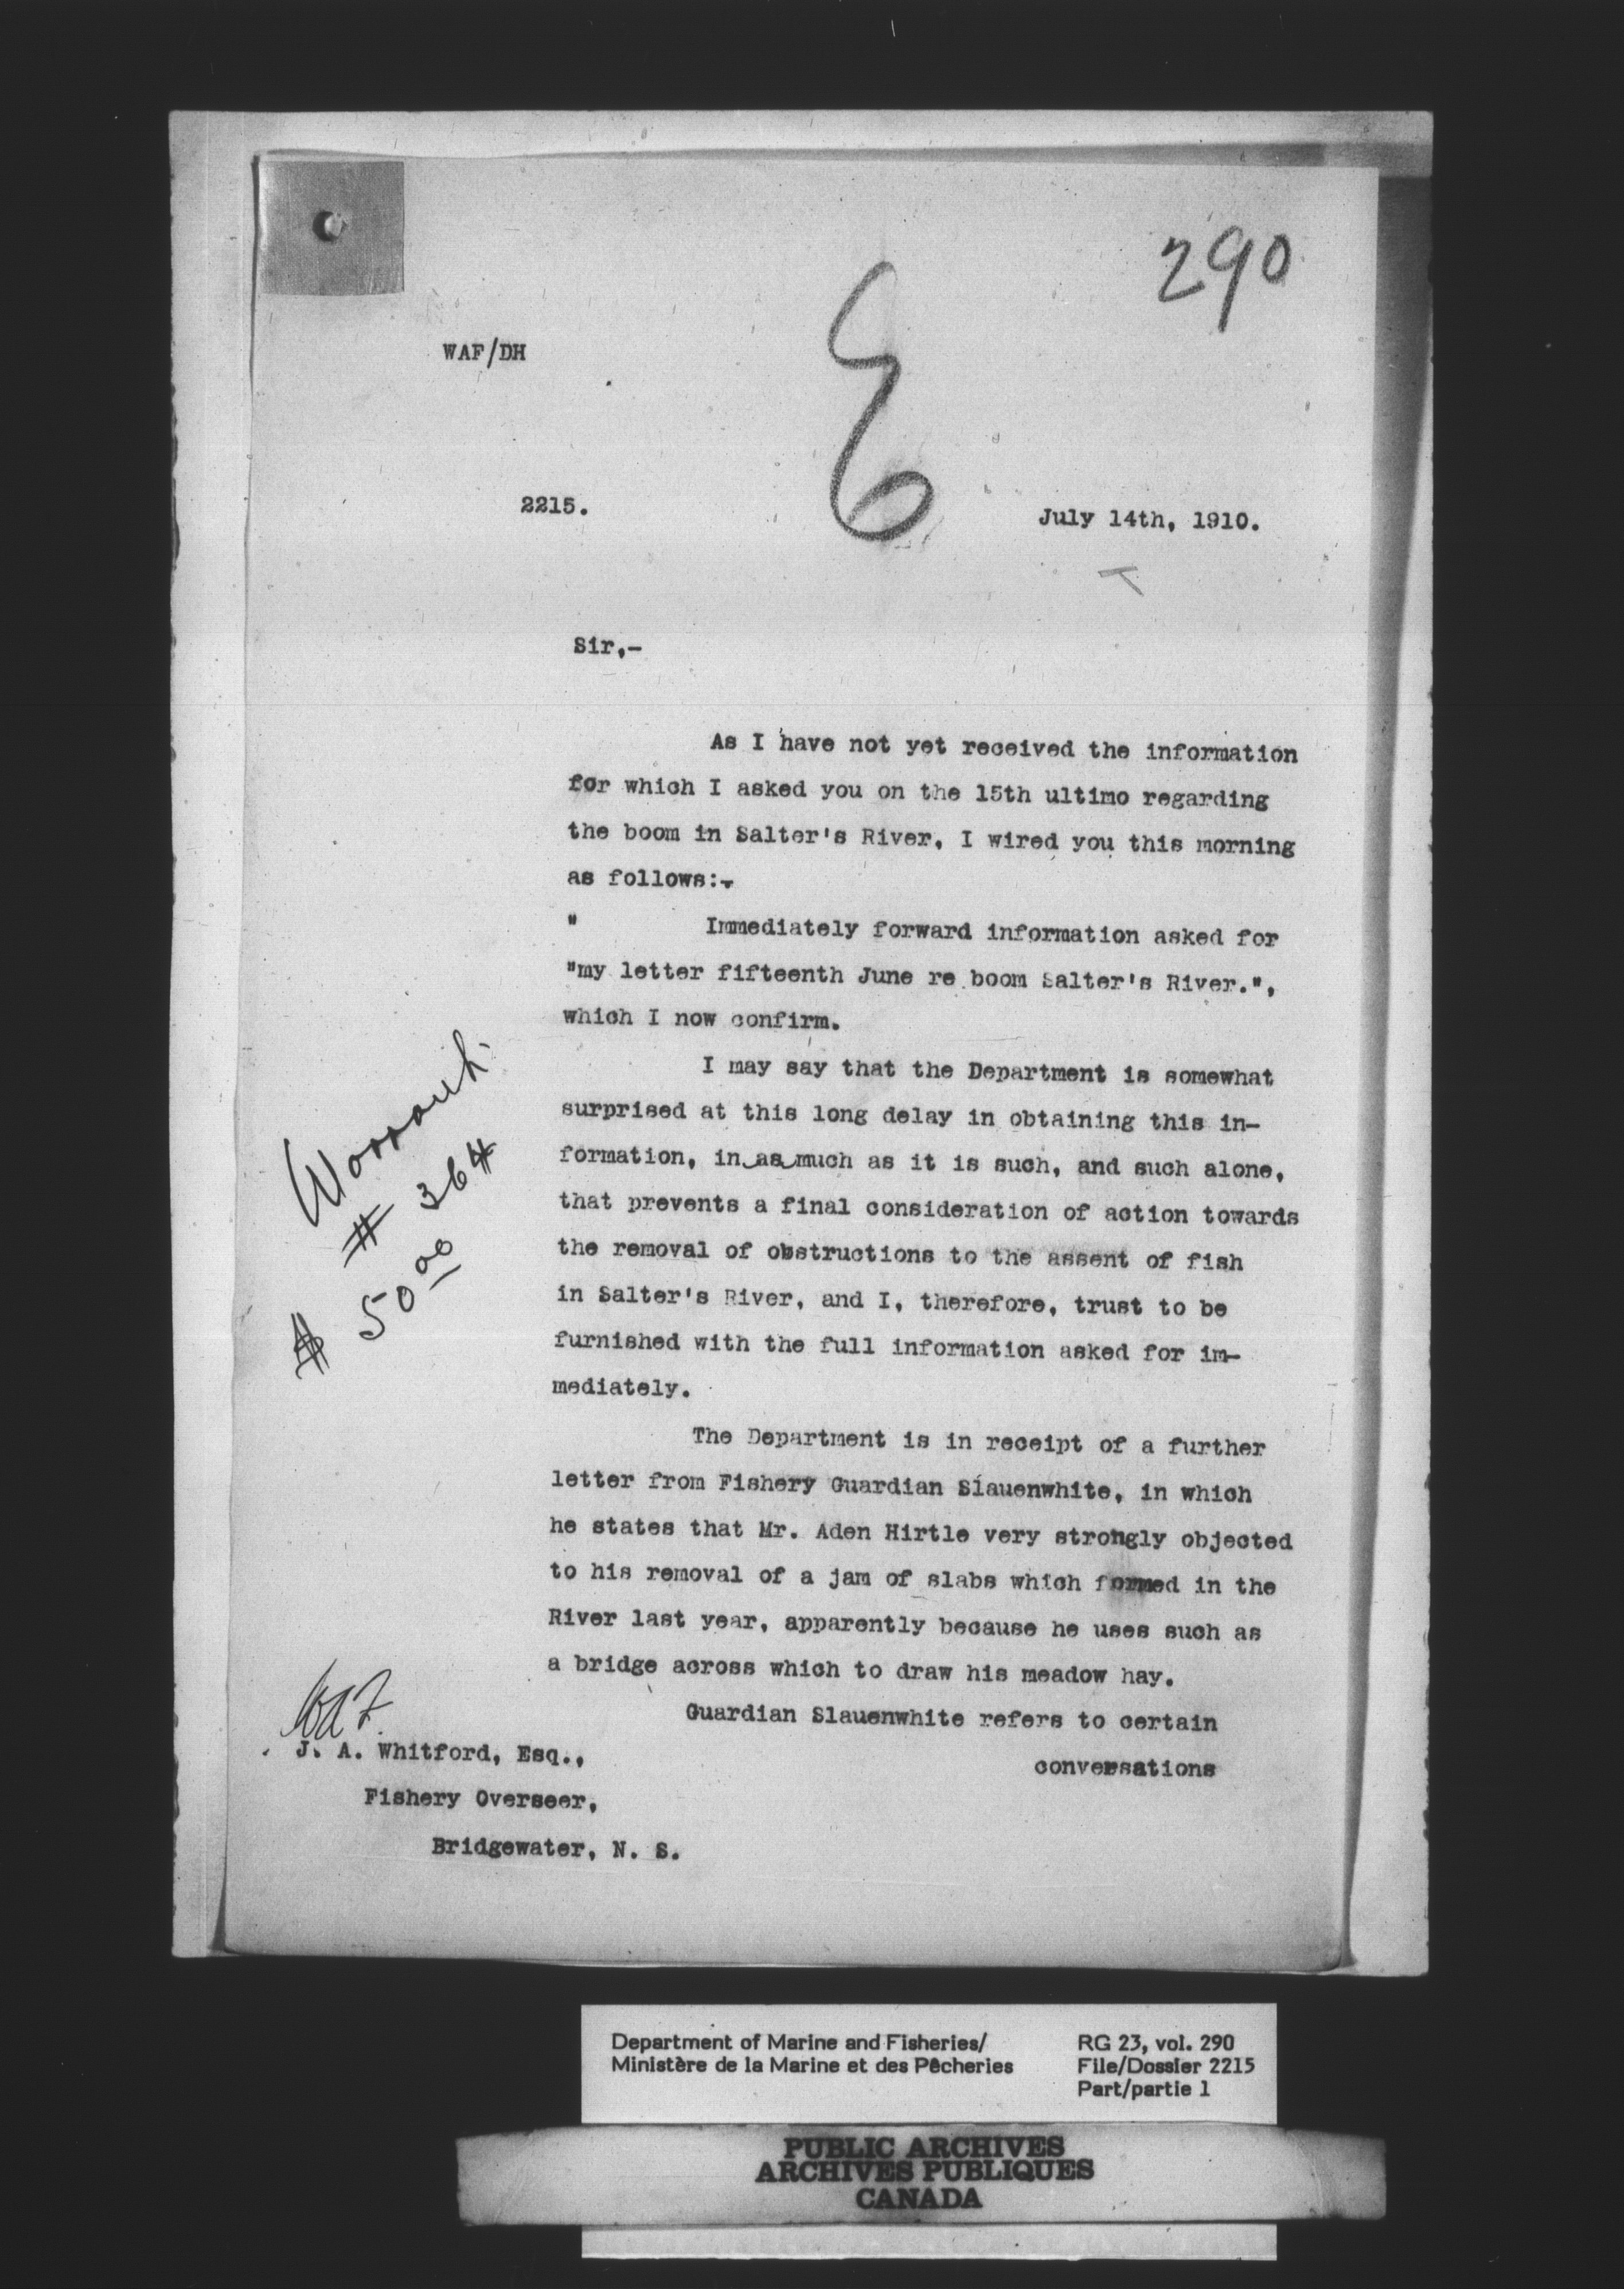 290
E
WAF/DH
2215.
July 14th, 1910.
Sir,-
As I have not yet received the information
for which I asked you on the 15th ultimo regarding
the boom in Salter's River, I wired you this morning
as follows:-
" Immediately forward information asked for
"my letter fifteenth June re boom Salter's River.",
which I now confirm.
I may say that the Department is somewhat
surprised at this long delay in obtaining this in-
formation, in as much as it is such, and such alone,
that prevents a final consideration of action towards
the removal of obstructions to the assent of fish
in Salter's River, and I, therefore, trust to be
furnished with the full information asked for im-
mediately.
The Department is in receipt of a further
letter from Fishery Guardian Slauenwhite, in which
he states that Mr. Aden Hirtle very strongly objected
to his removal of a jam of slabs which formed in the
River last year, apparently because he uses such as
a bridge across which to draw his meadow hay.
Guardian Slauenwhite refers to certain
conversations
Warrant
# 364
$ 50 00
WAF
J. A. Whitford, Esq.,
Fishery Overseer,
Bridgewater, N. S.
Department of Marine and Fisheries/
Ministère de la Marine et des Pêcheries
RG 23, vol. 290
File/Dossier 2215
Part/partie 1
PUBLIC ARCHIVES
ARCHIVES PUBLIQUES
CANADA